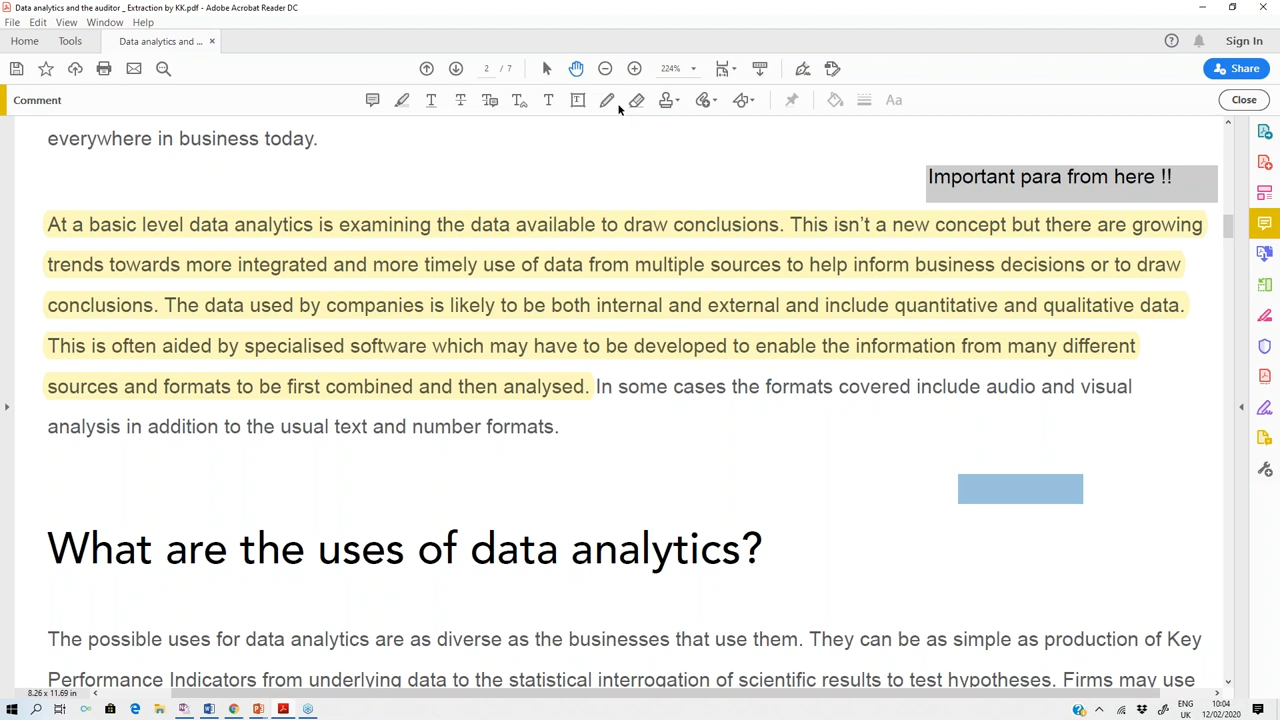 Data analytics and the auditor _ Extraction by KK.pdf - Adobe Acrobat Reader DC
File Edit View Window Help
Home Tools Data analytics and ... × Sign In
2 / 7 224% Share
Comment Aa Close
everywhere in business today.
Important para from here !!
At a basic level data analytics is examining the data available to draw conclusions. This isn’t a new concept but there are growing
trends towards more integrated and more timely use of data from multiple sources to help inform business decisions or to draw
conclusions. The data used by companies is likely to be both internal and external and include quantitative and qualitative data.
This is often aided by specialised software which may have to be developed to enable the information from many different
sources and formats to be first combined and then analysed. In some cases the formats covered include audio and visual
analysis in addition to the usual text and number formats.
What are the uses of data analytics?
The possible uses for data analytics are as diverse as the businesses that use them. They can be as simple as production of Key
Performance Indicators from underlying data to the statistical interrogation of scientific results to test hypotheses. Firms may use
8.26 x 11.69 in
ENG 10:04
UK 12/02/2020